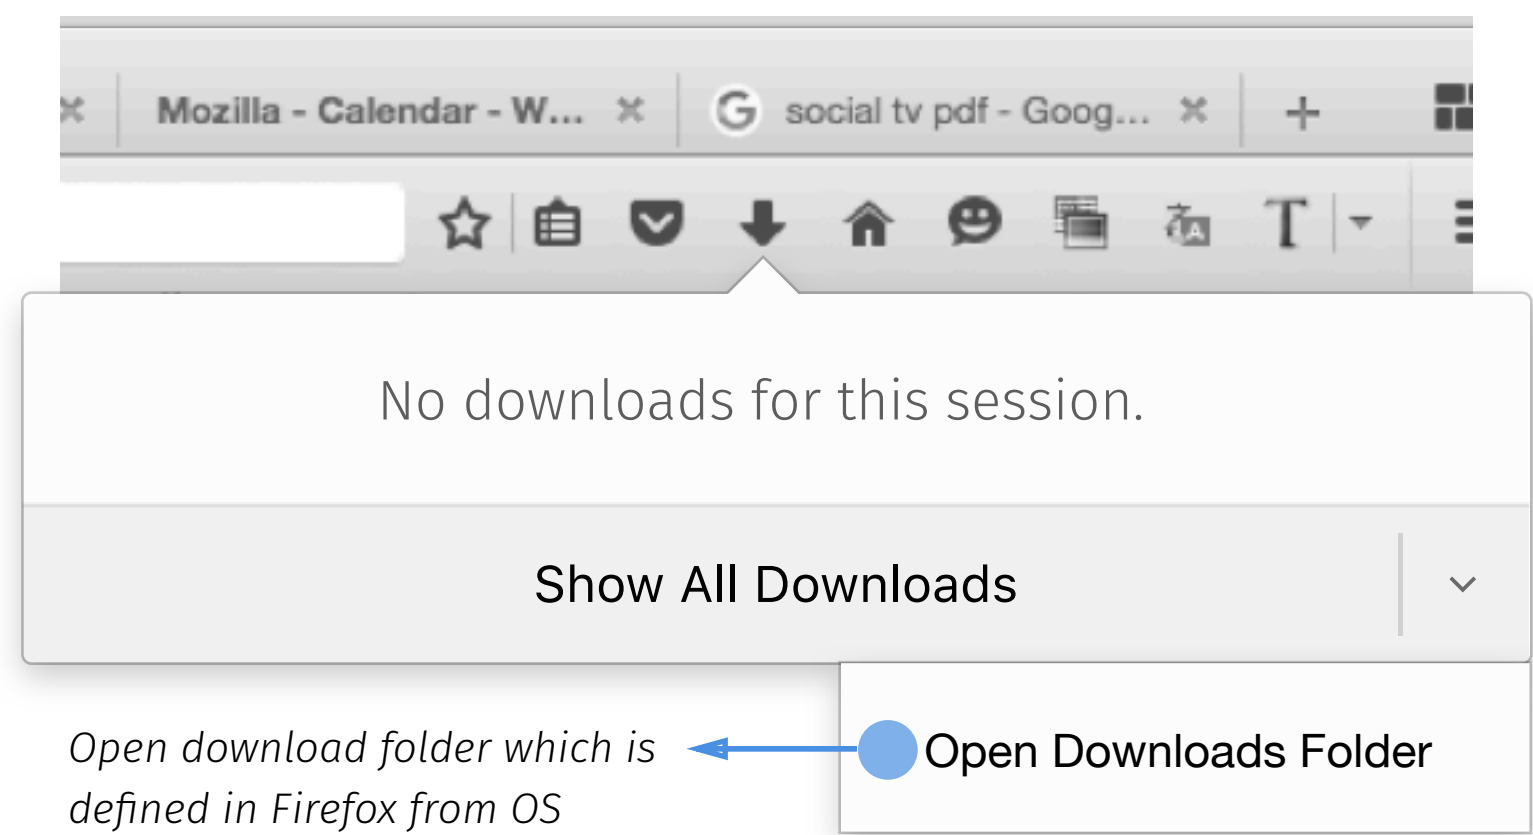 Mozilla - Calendar - W...
social tv pdf - Goog...
No downloads for this session.
Show All Downloads
Open Downloads Folder
Open download folder which is
defined in Firefox from OS